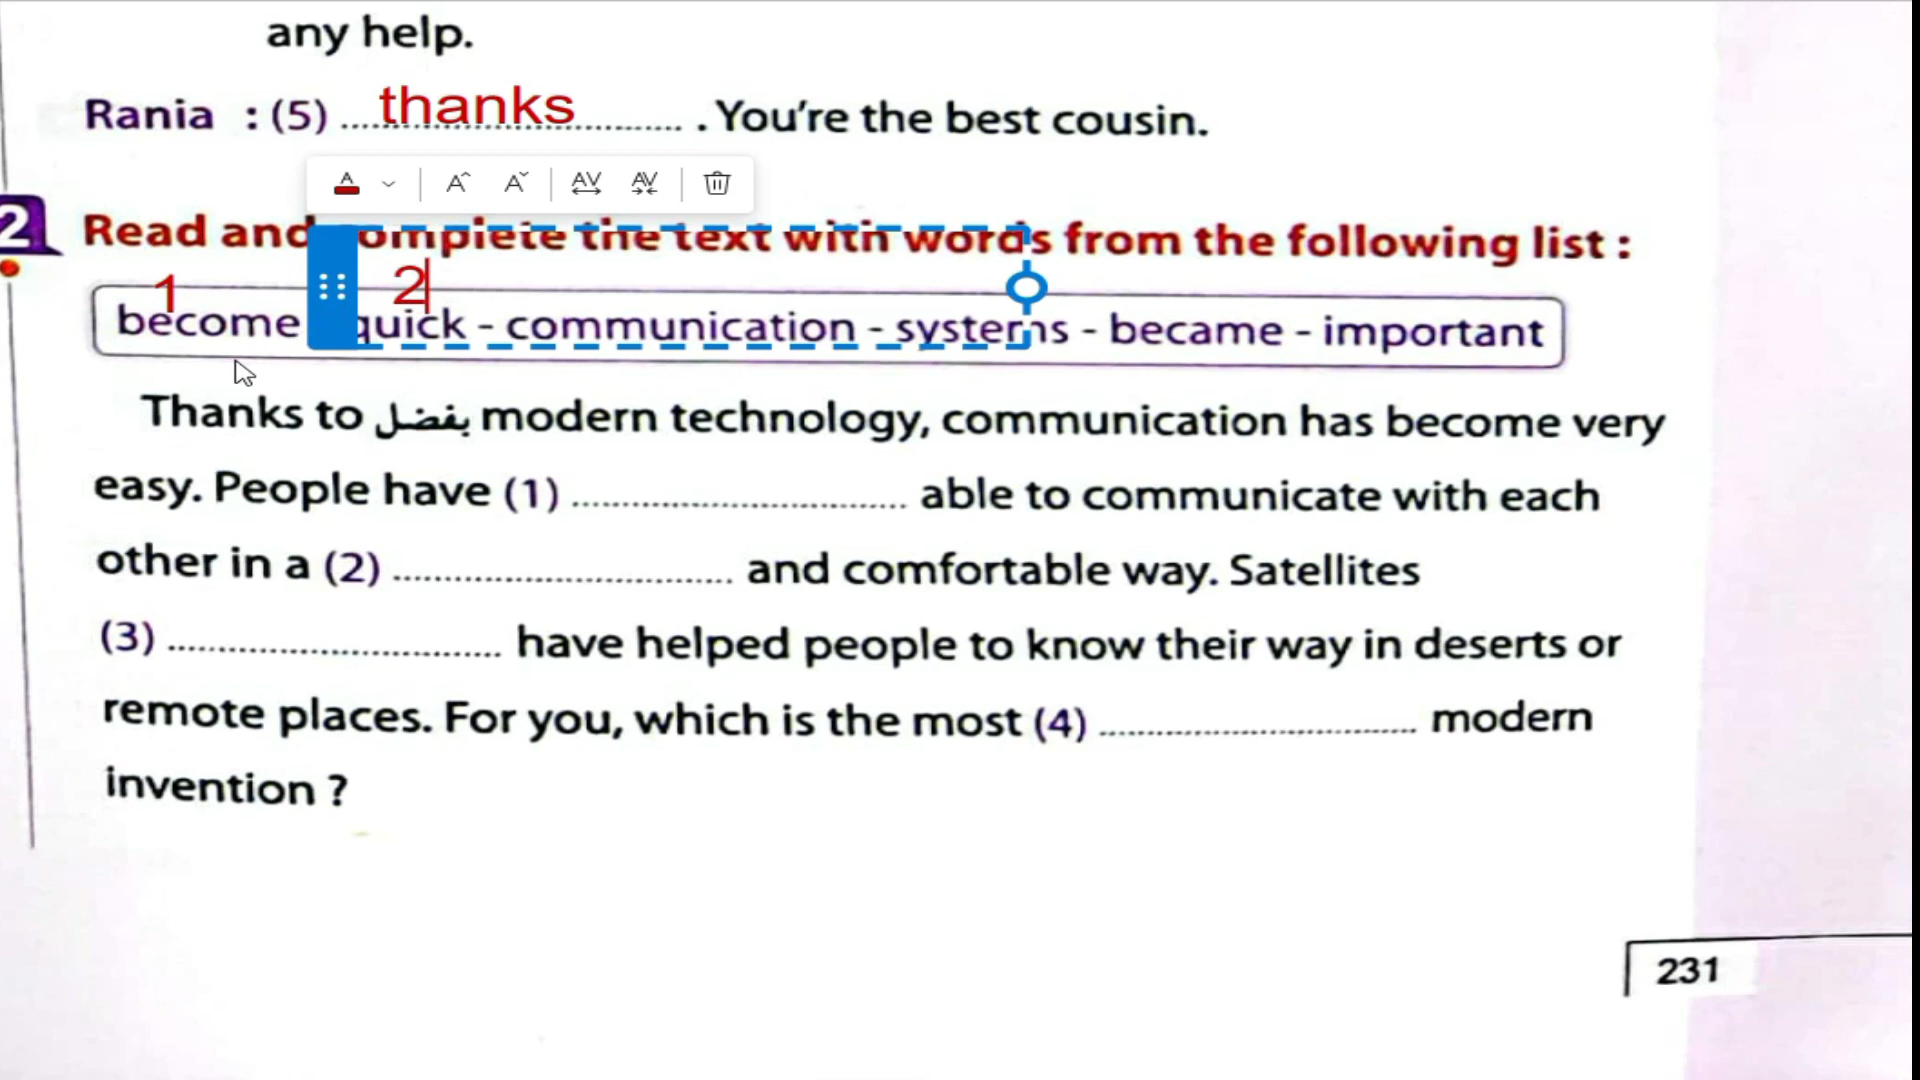 any help.
Rania : (5) thanks . You're the best cousin.
2 Read and complete the text with words from the following list :
1 2
become quick - communication - systems - became - important
Thanks to بفضل modern technology, communication has become very
easy. People have (1) .................... able to communicate with each
other in a (2) .................... and comfortable way. Satellites
(3) .................... have helped people to know their way in deserts or
remote places. For you, which is the most (4) .................... modern
invention ?
231